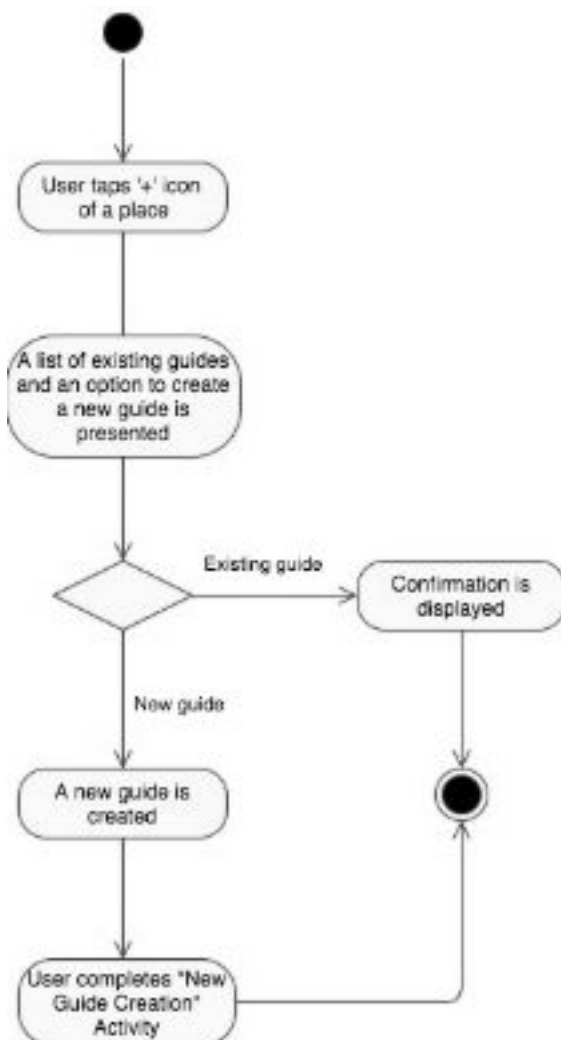 User taps '+' icon
of a place
A list of existing guides
and an option to create
a new guide is
presented
Existing guide
Confirmation is
displayed
New guide
A new guide is
created
User completes "New
Guide Creation"
Activity